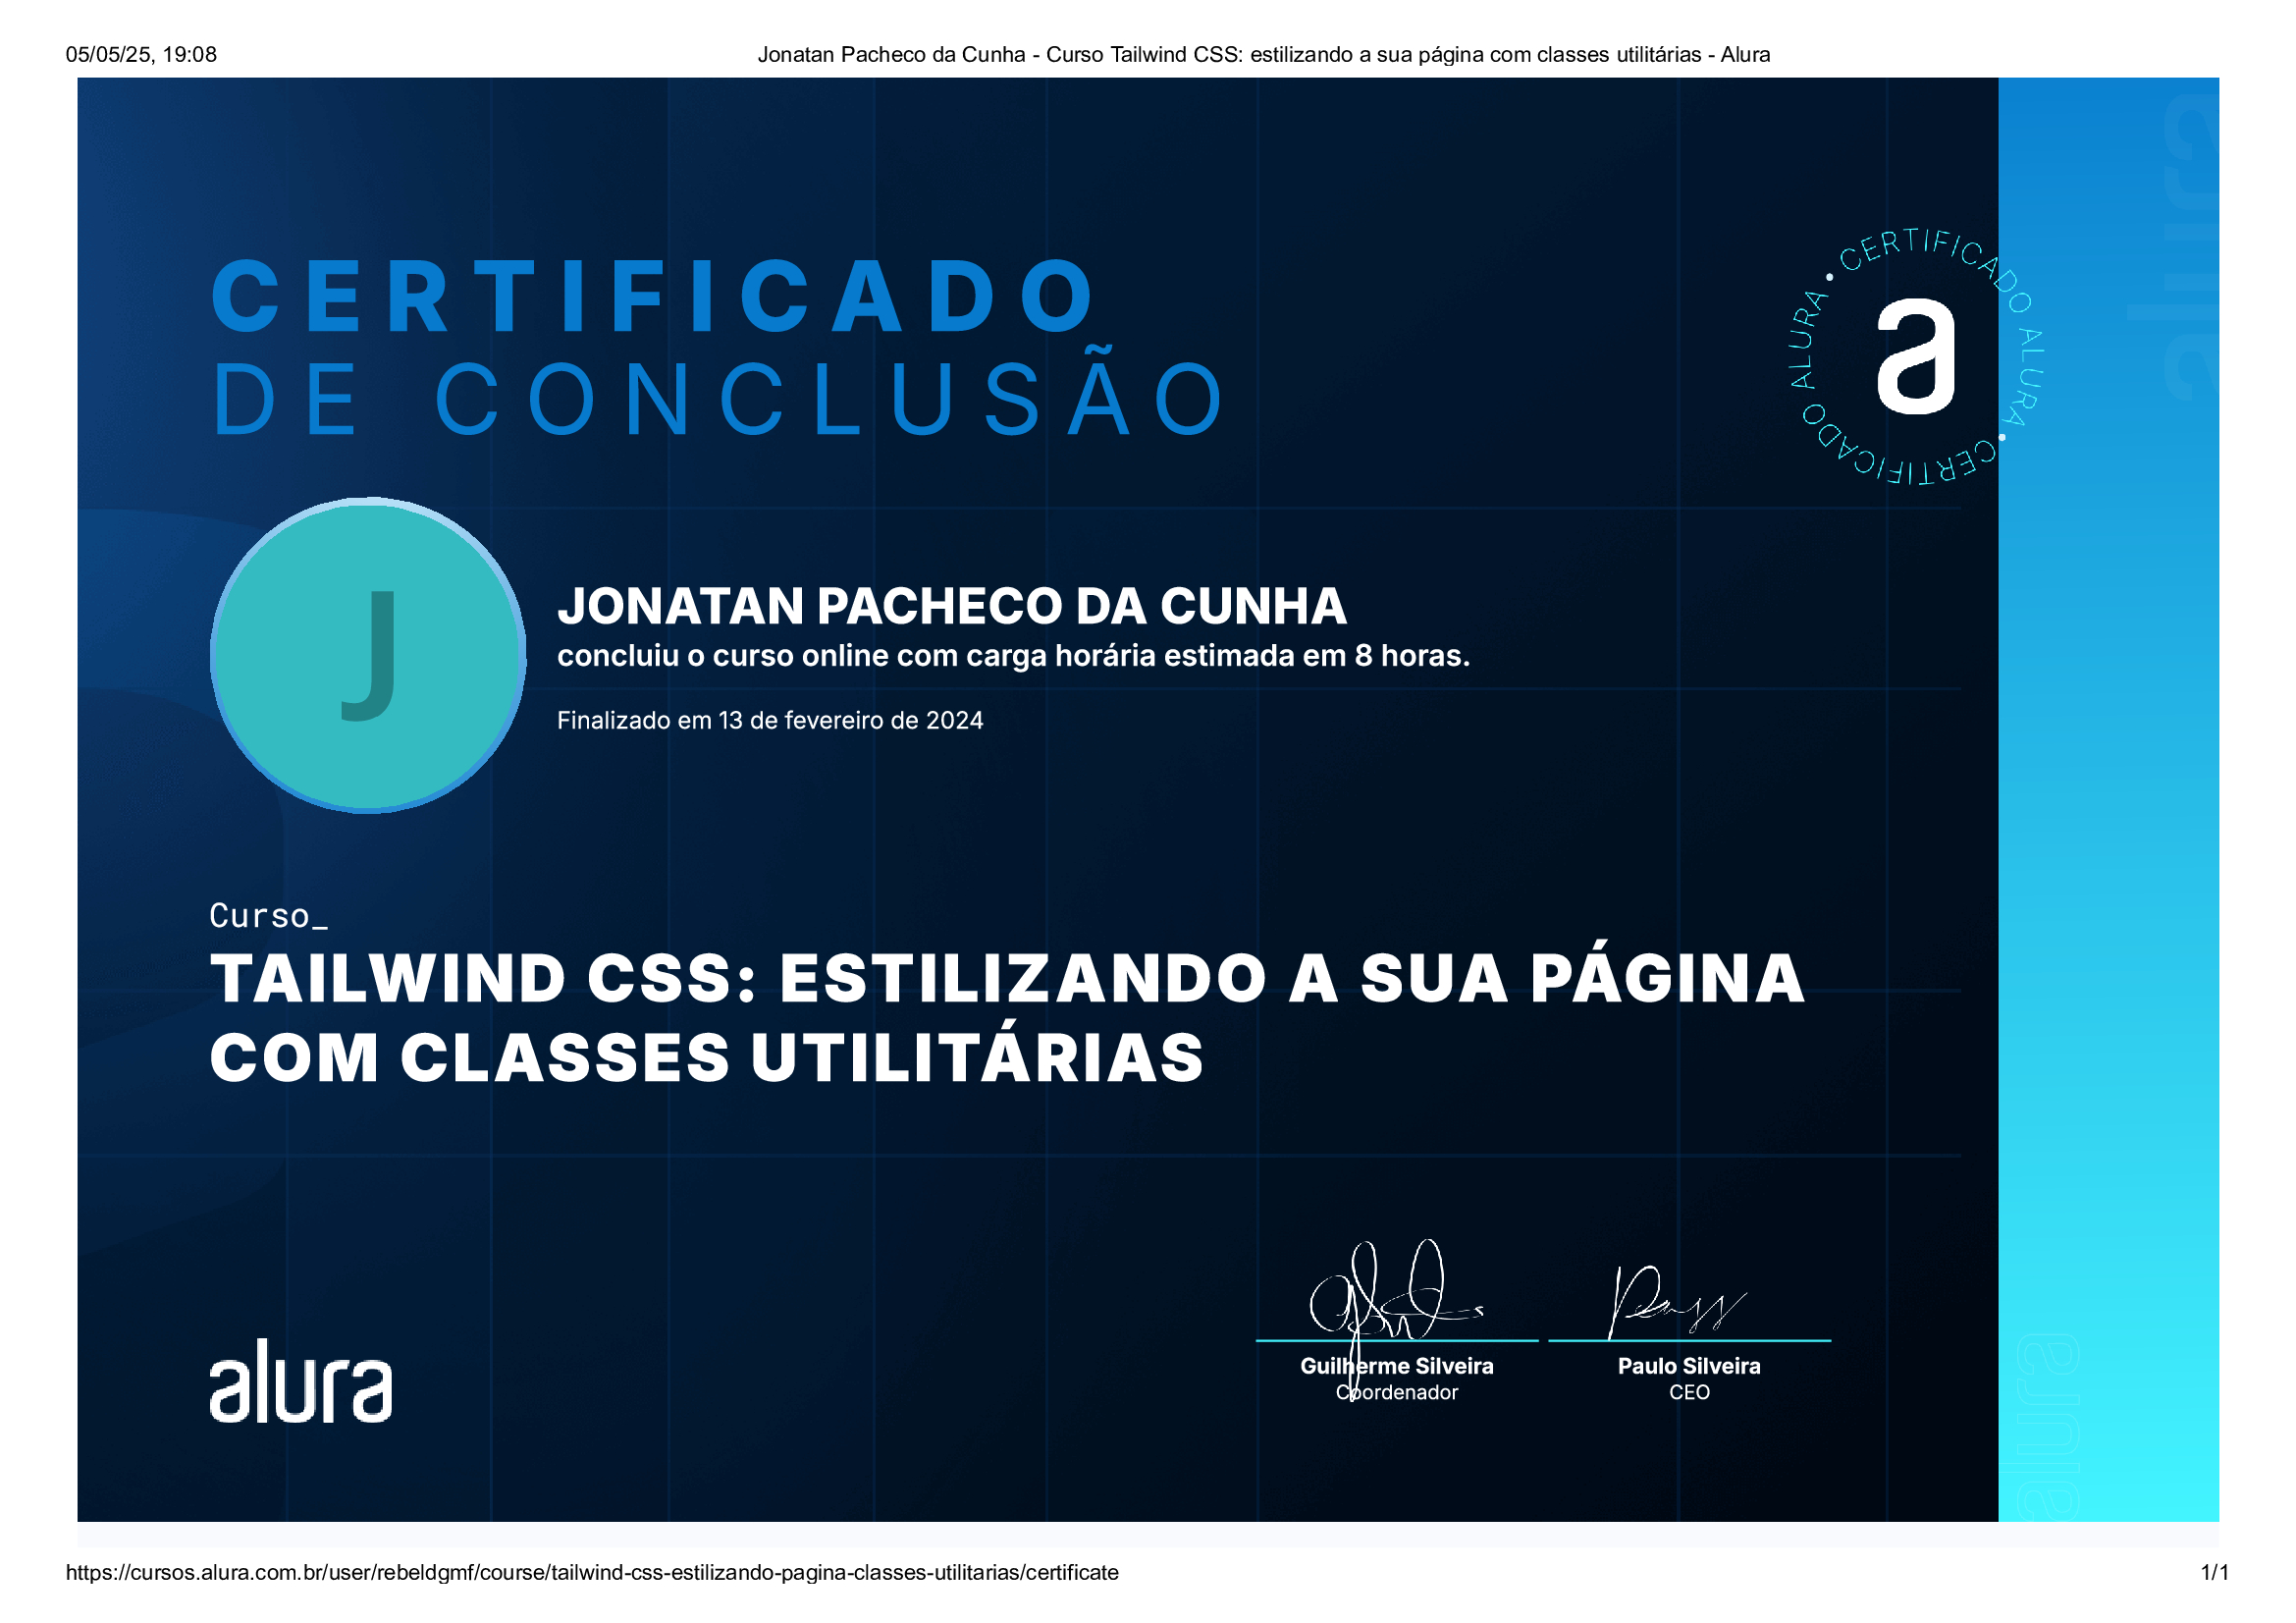 05/05/25, 19:08
Jonatan Pacheco da Cunha - Curso Tailwind CSS: estilizando a sua página com classes utilitárias - Alura
alura
CERTIFICADO
DE CONCLUSÃO
CERTIFICADO ALURA • CERTIFICADO ALURA •
a
J
JONATAN PACHECO DA CUNHA
concluiu o curso online com carga horária estimada em 8 horas.
Finalizado em 13 de fevereiro de 2024
Curso_
TAILWIND CSS: ESTILIZANDO A SUA PÁGINA
COM CLASSES UTILITÁRIAS
Guilherme Silveira
Coordenador
Paulo Silveira
CEO
alura
alura
https://cursos.alura.com.br/user/rebeldgmf/course/tailwind-css-estilizando-pagina-classes-utilitarias/certificate
1/1